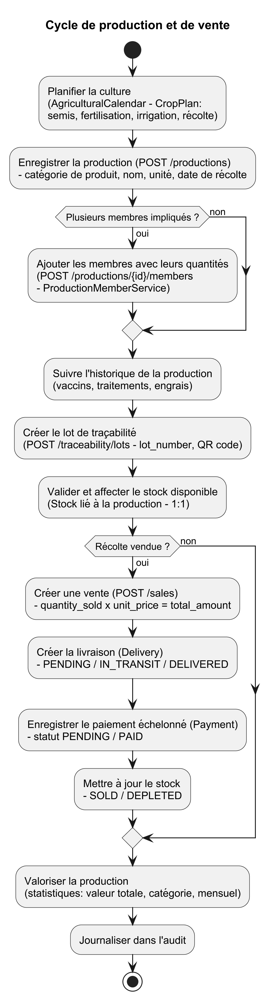 Cycle de production et de vente
Planifier la culture
(AgriculturalCalendar - CropPlan:
semis, fertilisation, irrigation, récolte)
Enregistrer la production (POST /productions)
- catégorie de produit, nom, unité, date de récolte
Plusieurs membres impliqués ?
non
oui
Ajouter les membres avec leurs quantités
(POST /productions/{id}/members
- ProductionMemberService)
Suivre l'historique de la production
(vaccins, traitements, engrais)
Créer le lot de traçabilité
(POST /traceability/lots - lot_number, QR code)
Valider et affecter le stock disponible
(Stock lié à la production - 1:1)
Récolte vendue ?
non
oui
Créer une vente (POST /sales)
- quantity_sold x unit_price = total_amount
Créer la livraison (Delivery)
- PENDING / IN_TRANSIT / DELIVERED
Enregistrer le paiement échelonné (Payment)
- statut PENDING / PAID
Mettre à jour le stock
- SOLD / DEPLETED
Valoriser la production
(statistiques: valeur totale, catégorie, mensuel)
Journaliser dans l'audit